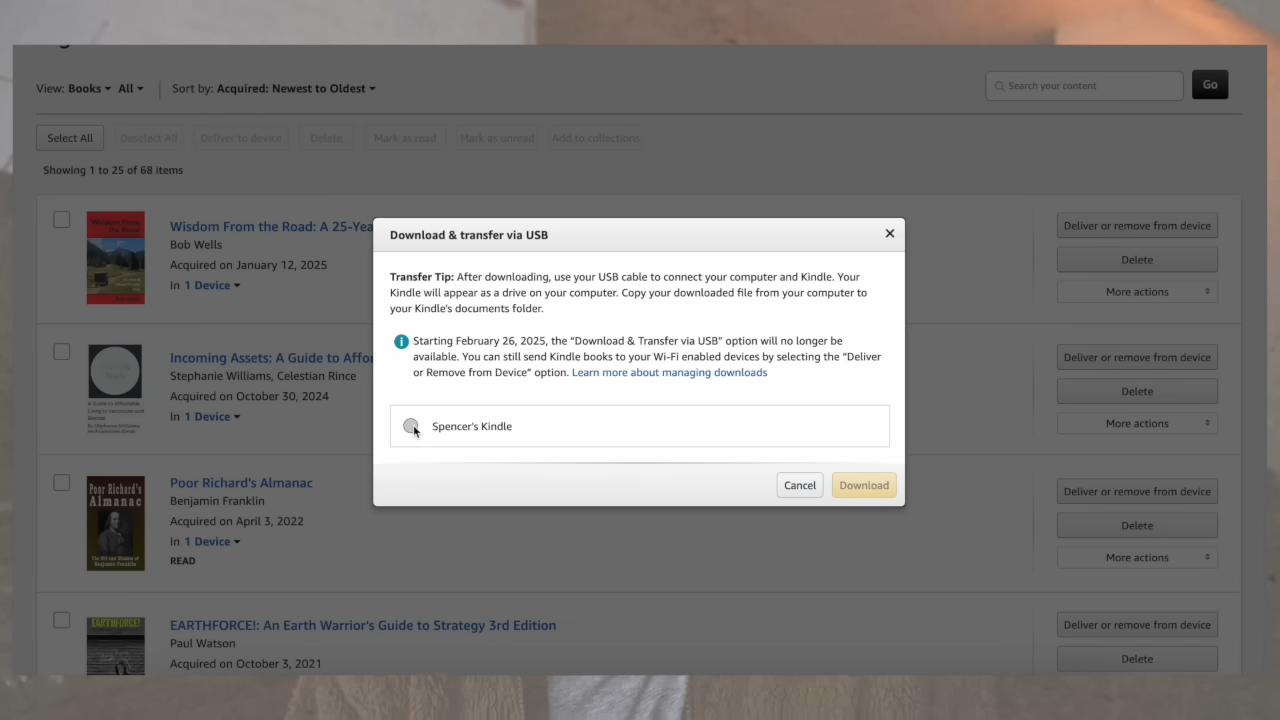 View: Books All Sort by: Acquired: Newest to Oldest Search your content Go
Select All Deselect All Deliver to device Delete Mark as read Mark as unread Add to collections
Showing 1 to 25 of 68 items
Wisdom From the Road: A 25-Yea
Bob Wells
Acquired on January 12, 2025
In 1 Device
Deliver or remove from device
Delete
More actions
Download & transfer via USB
Transfer Tip: After downloading, use your USB cable to connect your computer and Kindle. Your
Kindle will appear as a drive on your computer. Copy your downloaded file from your computer to
your Kindle's documents folder.
Starting February 26, 2025, the “Download & Transfer via USB” option will no longer be
available. You can still send Kindle books to your Wi-Fi enabled devices by selecting the “Deliver
or Remove from Device” option. Learn more about managing downloads
Spencer's Kindle
Cancel Download
Incoming Assets: A Guide to Affor
Stephanie Williams, Celestian Rince
Acquired on October 30, 2024
In 1 Device
Deliver or remove from device
Delete
More actions
Poor Richard's
Almanac
The Wit and Wisdom of
Benjamin Franklin
Poor Richard's Almanac
Benjamin Franklin
Acquired on April 3, 2022
In 1 Device
READ
Deliver or remove from device
Delete
More actions
EARTHFORCE!
EARTHFORCE!: An Earth Warrior's Guide to Strategy 3rd Edition
Paul Watson
Acquired on October 3, 2021
Deliver or remove from device
Delete